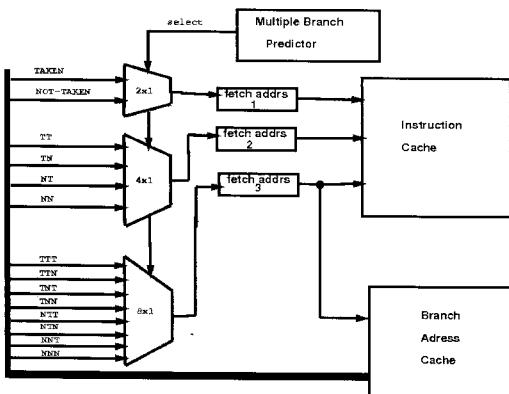 select
Multiple Branch
Predictor
TAKEN
NOT-TAKEN
2x1
fetch addrs
1
TT
TN
NT
NN
4x1
fetch addrs
2
fetch addrs
3
Instruction
Cache
TTT
TTN
TNT
TNN
NTT
NTN
NNT
NNN
8x1
Branch
Adress
Cache